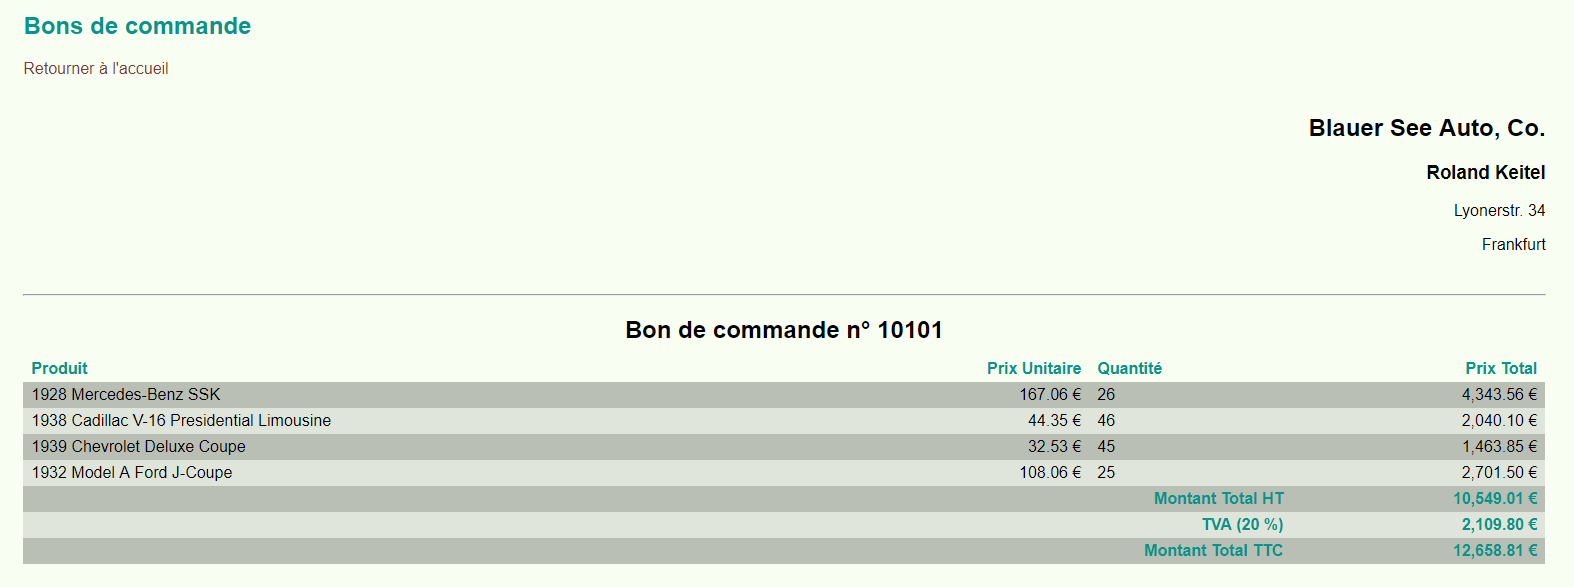 Bons de commande
Retourner à l'accueil
Blauer See Auto, Co.
Roland Keitel
Lyonerstr. 34
Frankfurt
Bon de commande n° 10101
Produit Prix Unitaire Quantité Prix Total
1928 Mercedes-Benz SSK 167.06 € 26 4,343.56 €
1938 Cadillac V-16 Presidential Limousine 44.35 € 46 2,040.10 €
1939 Chevrolet Deluxe Coupe 32.53 € 45 1,463.85 €
1932 Model A Ford J-Coupe 108.06 € 25 2,701.50 €
Montant Total HT 10,549.01 €
TVA (20 %) 2,109.80 €
Montant Total TTC 12,658.81 €